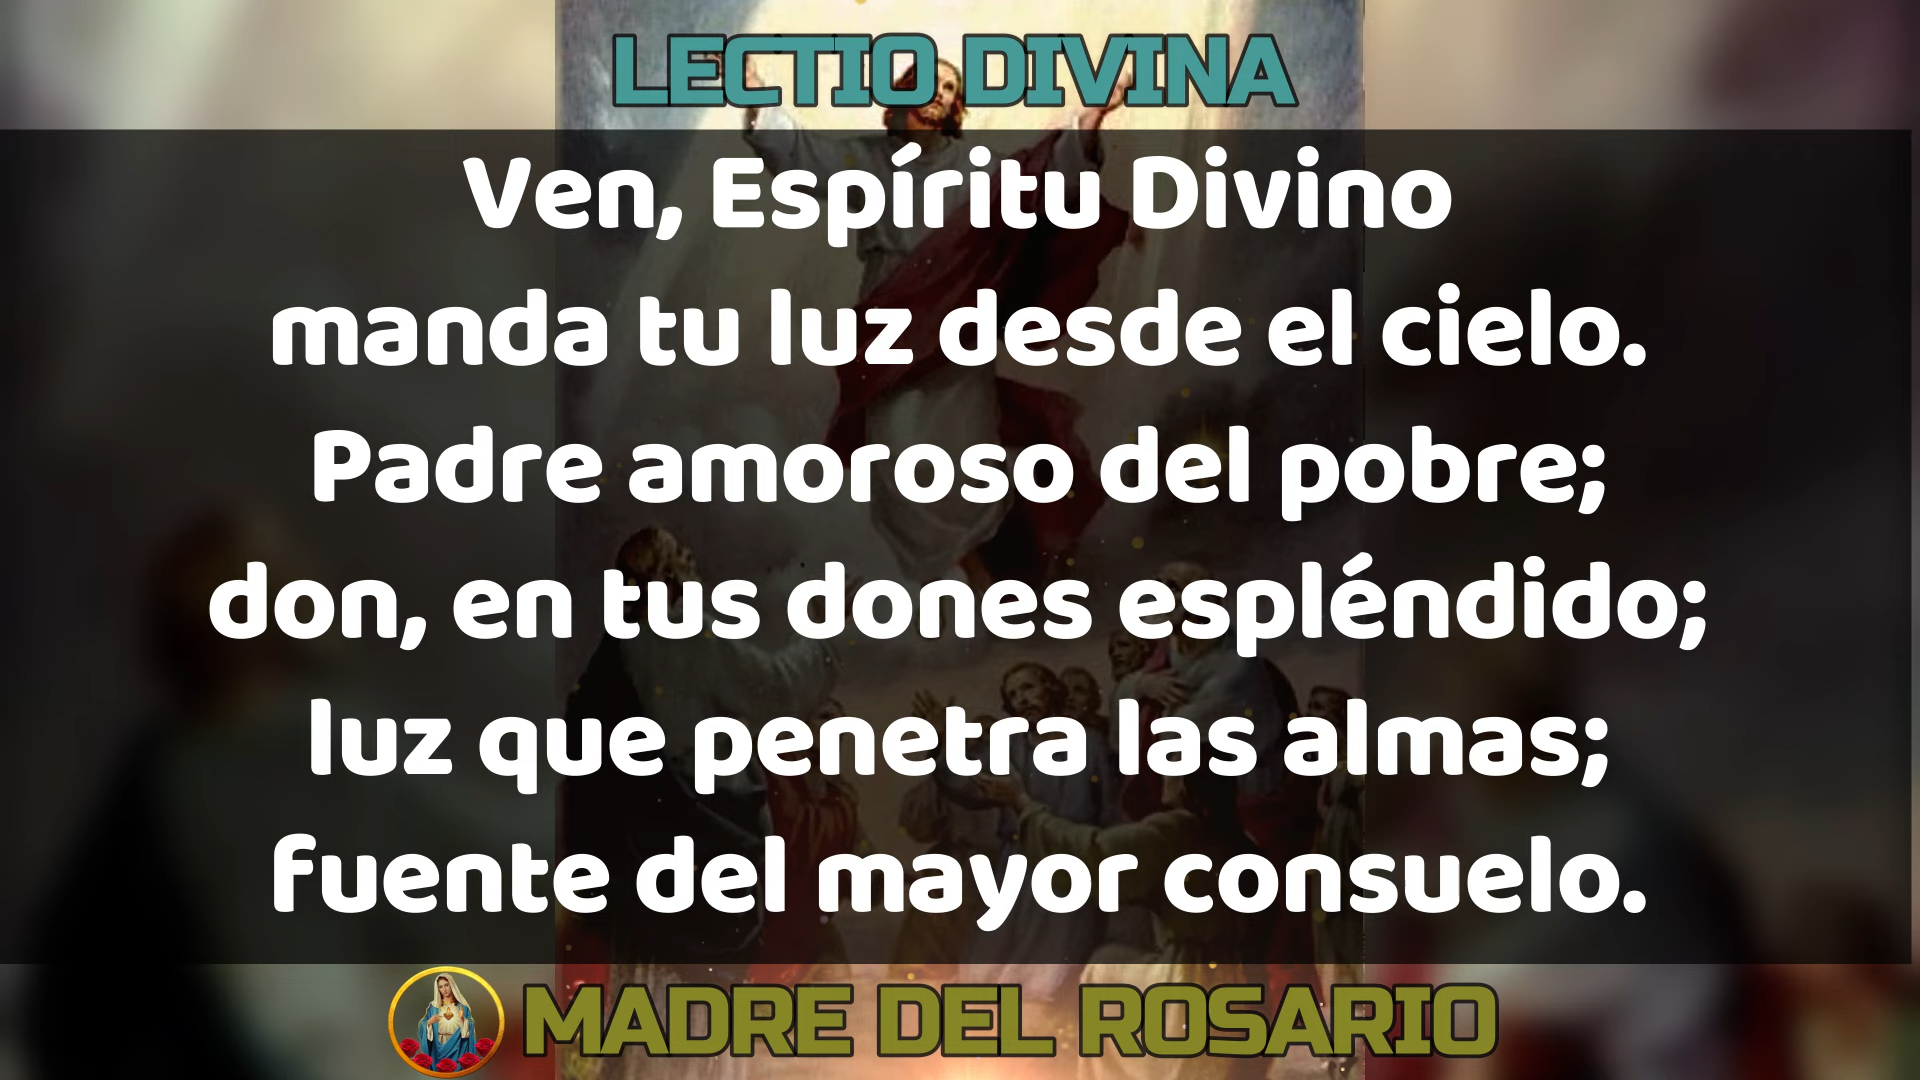 LECTIO DIVINA
Ven, Espíritu Divino
manda tu luz desde el cielo.
Padre amoroso del pobre;
don, en tus dones espléndido;
luz que penetra las almas;
fuente del mayor consuelo.
MADRE DEL ROSARIO